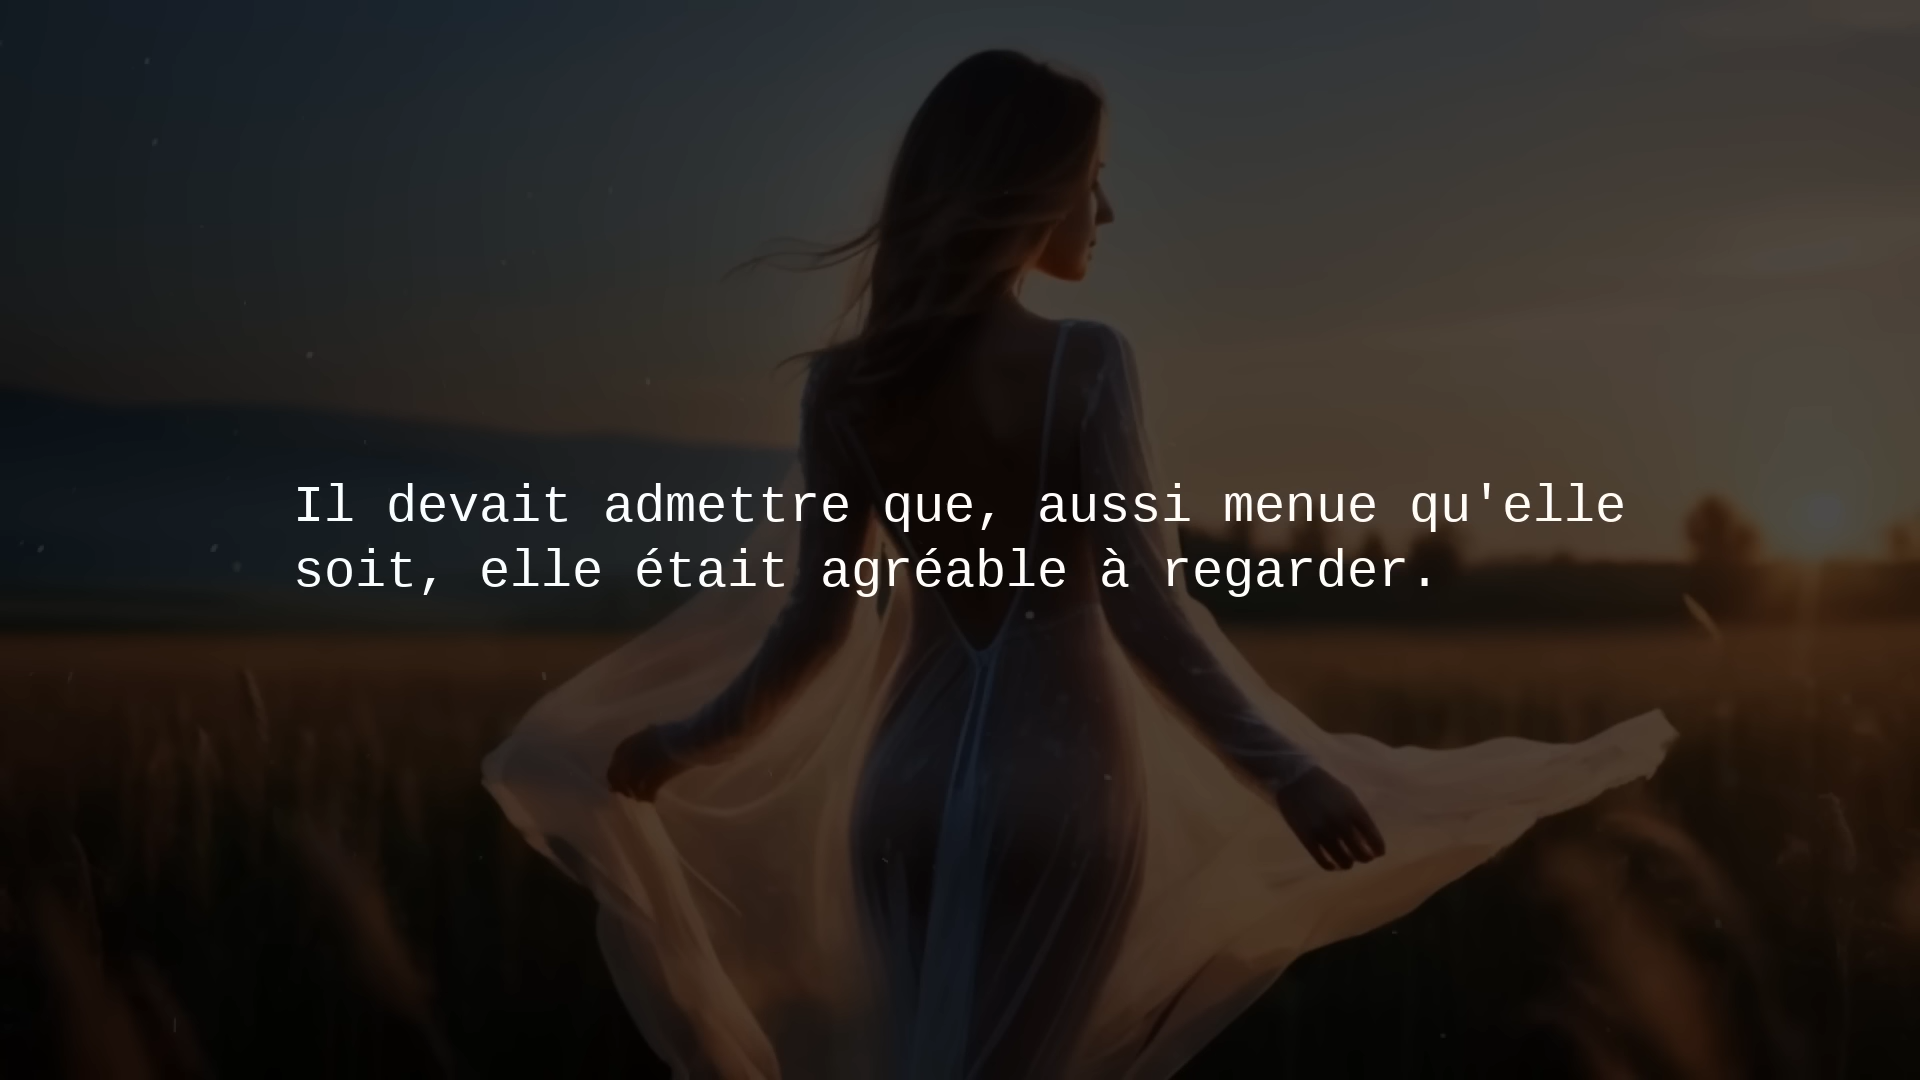 Il devait admettre que, aussi menue qu'elle
soit, elle était agréable à regarder.